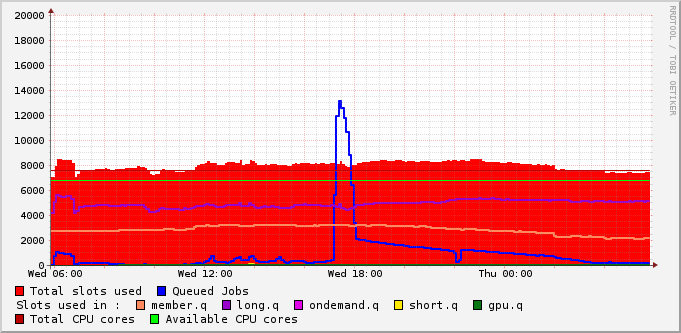 20000
18000
16000
14000
12000
10000
8000
6000
4000
2000
0
Wed 06:00 Wed 12:00 Wed 18:00 Thu 00:00
Total slots used Queued Jobs
Slots used in : member.q long.q ondemand.q short.q gpu.q
Total CPU cores Available CPU cores
RRDTOOL / TOBI OETIKER